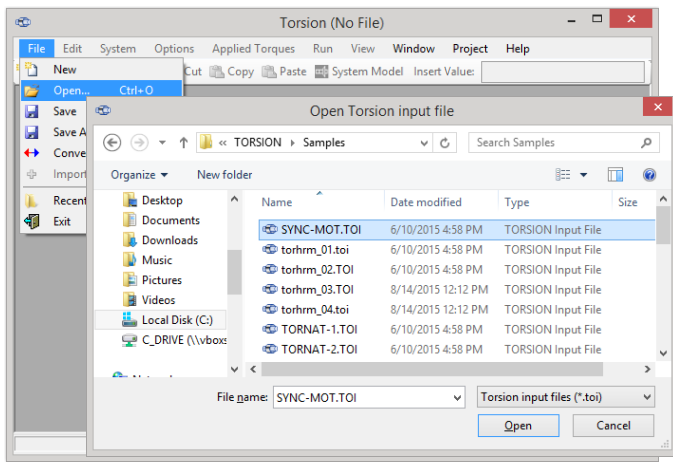 Torsion (No File)
File Edit System Options Applied Torques Run View Window Project Help
New Cut Copy Paste System Model Insert Value:
Open... Ctrl+O
Save
Save A
Conve
Import
Recent
Exit
Open Torsion input file
« TORSION Samples Search Samples
Organize New folder
Name Date modified Type Size
Desktop
Documents
Downloads
Music
Pictures
Videos
Local Disk (C:)
C_DRIVE (\\vboxs
SYNC-MOT.TOI 6/10/2015 4:58 PM TORSION Input File
torhrm_01.toi 6/10/2015 4:58 PM TORSION Input File
torhrm_02.TOI 6/10/2015 4:58 PM TORSION Input File
torhrm_03.TOI 8/14/2015 12:12 PM TORSION Input File
torhrm_04.toi 8/14/2015 12:12 PM TORSION Input File
TORNAT-1.TOI 6/10/2015 4:58 PM TORSION Input File
TORNAT-2.TOI 6/10/2015 4:58 PM TORSION Input File
File name: SYNC-MOT.TOI Torsion input files (*.toi)
Open Cancel